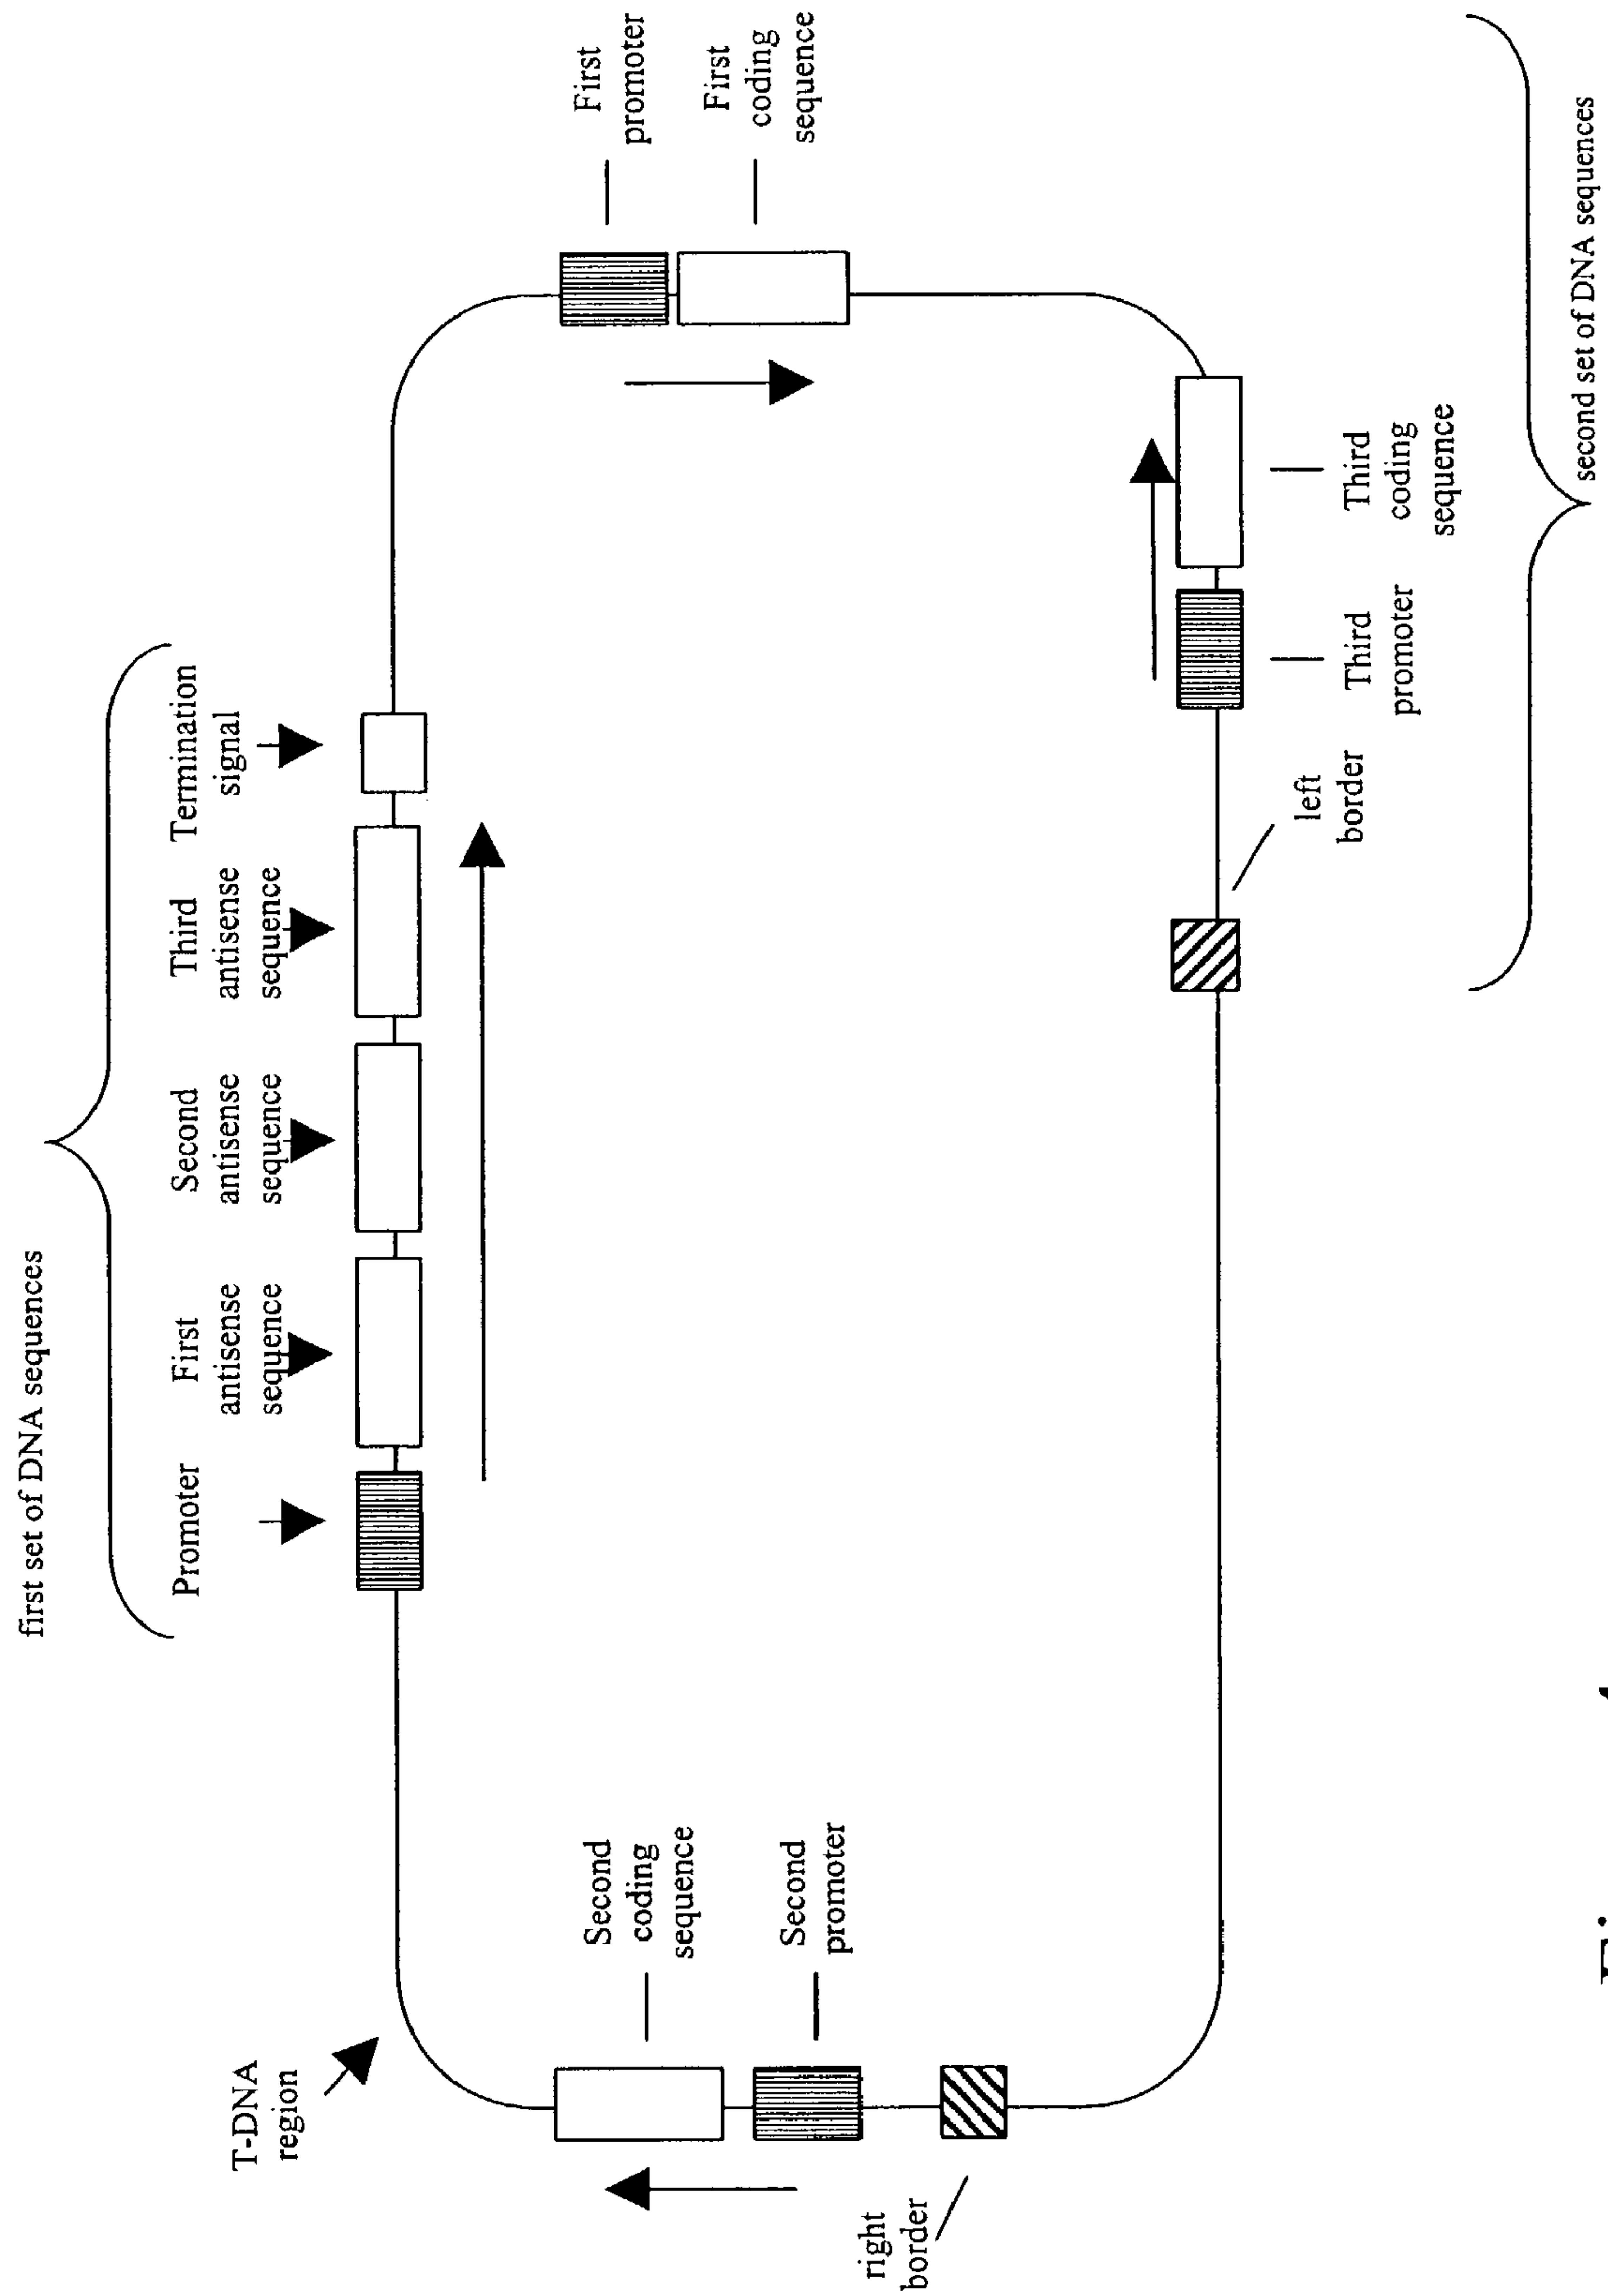 first set of DNA sequences
Promoter
First
antisense
sequence
Second
antisense
sequence
Third
antisense
sequence
Termination
signal
T-DNA
region
First
promoter
First
coding
sequence
Second
coding
sequence
Second
promoter
right
border
left
border
Third
promoter
Third
coding
sequence
second set of DNA sequences